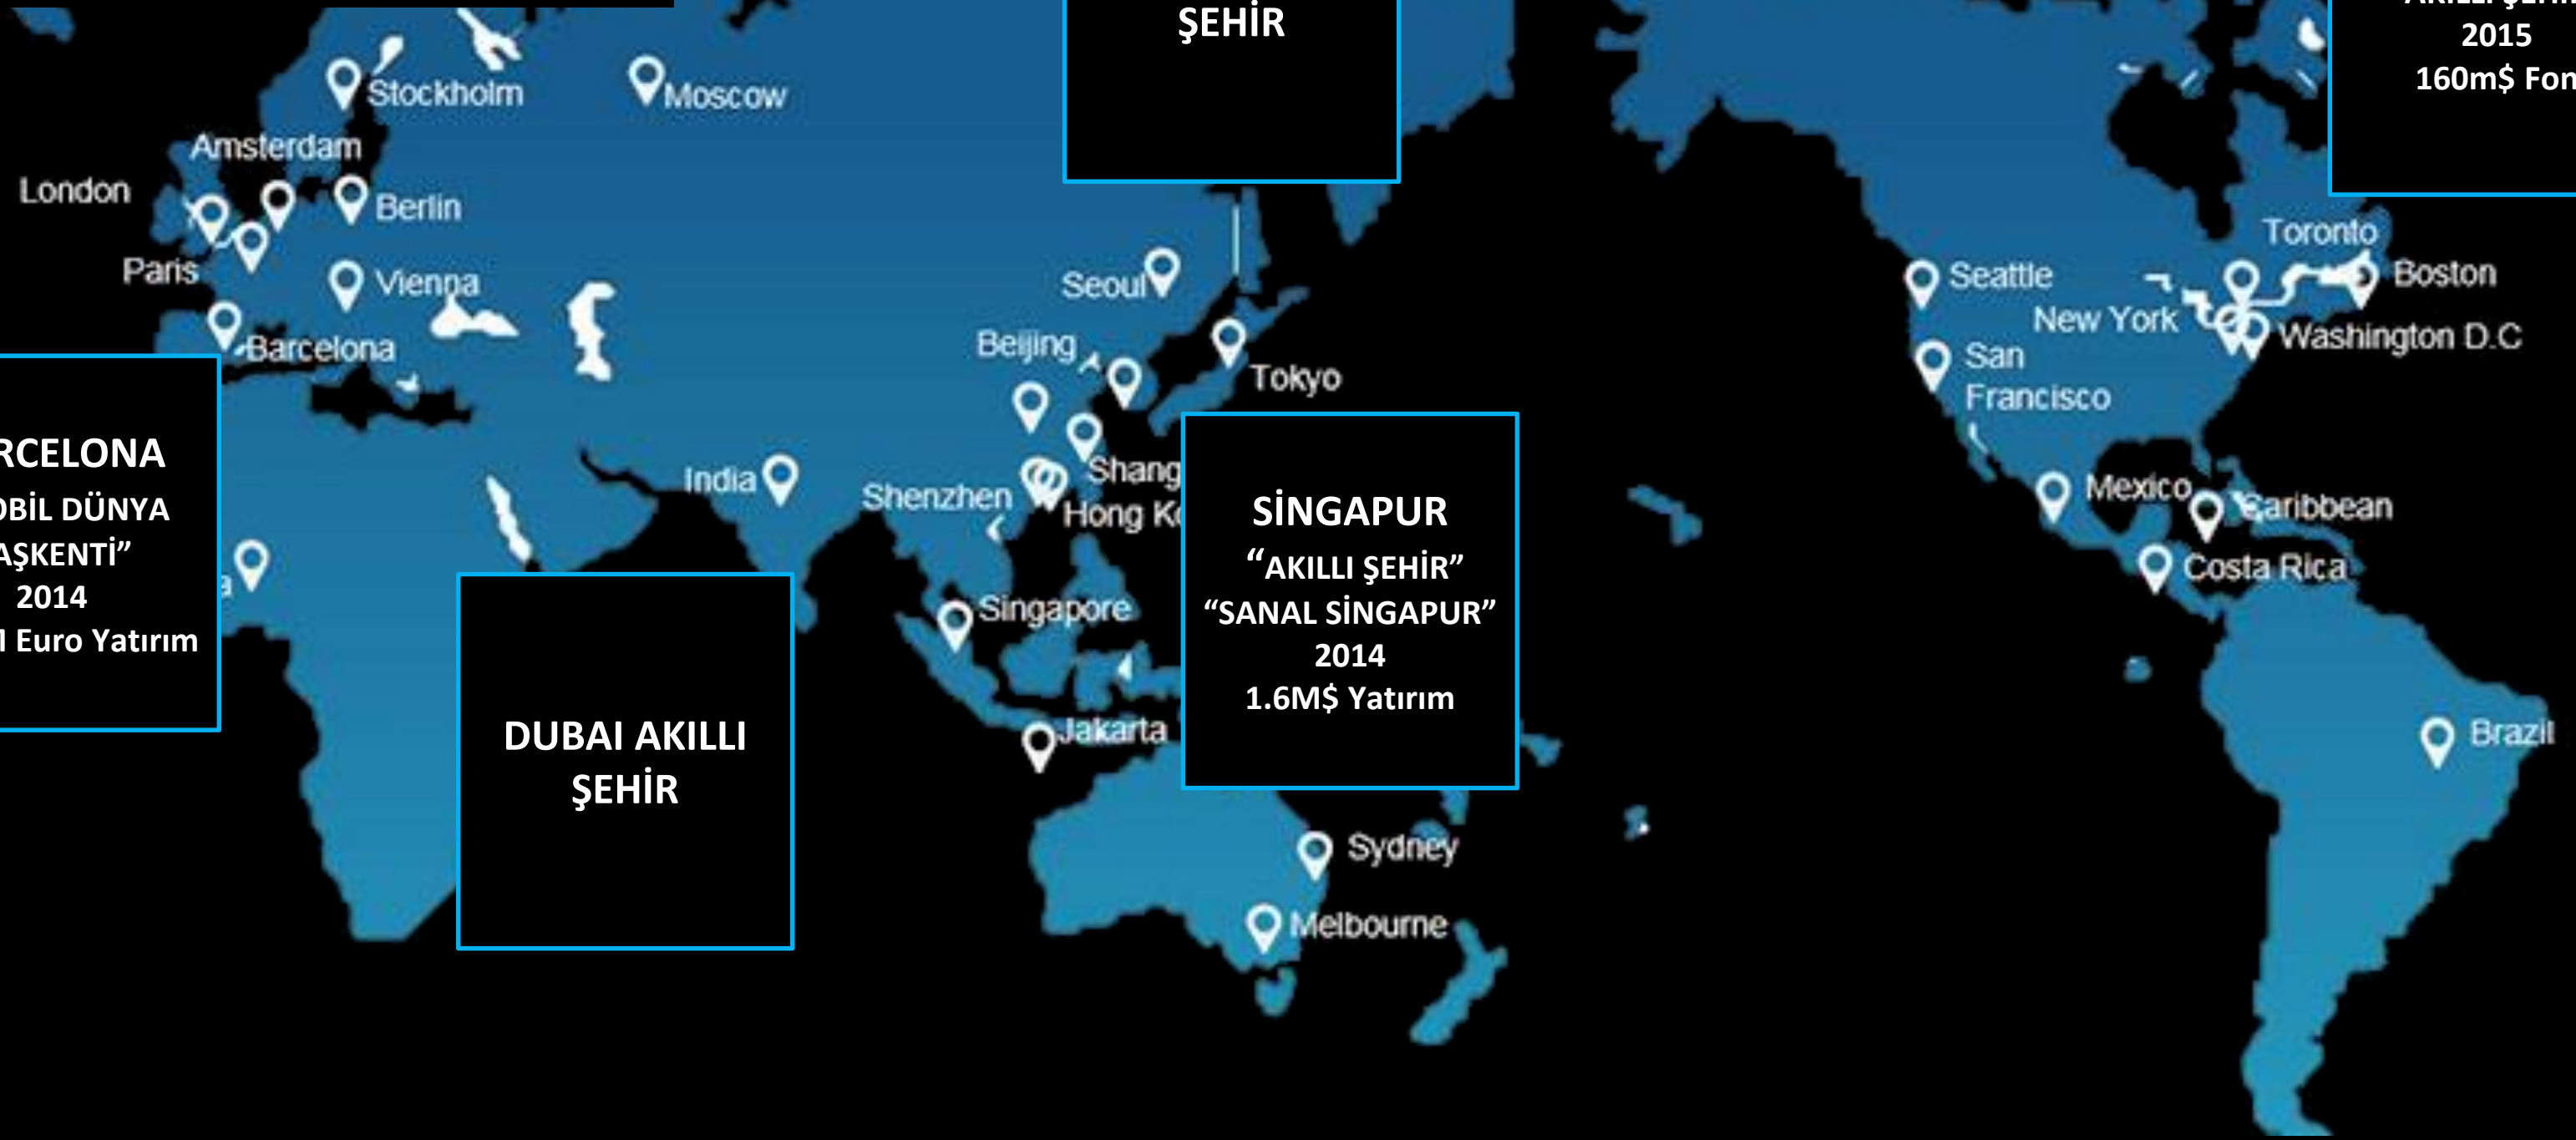 ŞEHİR
2015
160m$ Fon
Stockholm
Moscow
Amsterdam
London
Berlin
Paris
Vienna
Barcelona
Seoul
Beijing
Tokyo
India
Shenzhen
Shang
Hong K
Singapore
Jakarta
Sydney
Melbourne
Toronto
Seattle
Boston
New York
Washington D.C
San
Francisco
Mexico
Caribbean
Costa Rica
Brazil
RCELONA
OBİL DÜNYA
AŞKENTİ”
2014
Euro Yatırım
DUBAI AKILLI
ŞEHİR
SİNGAPUR
“AKILLI ŞEHİR”
“SANAL SİNGAPUR”
2014
1.6M$ Yatırım